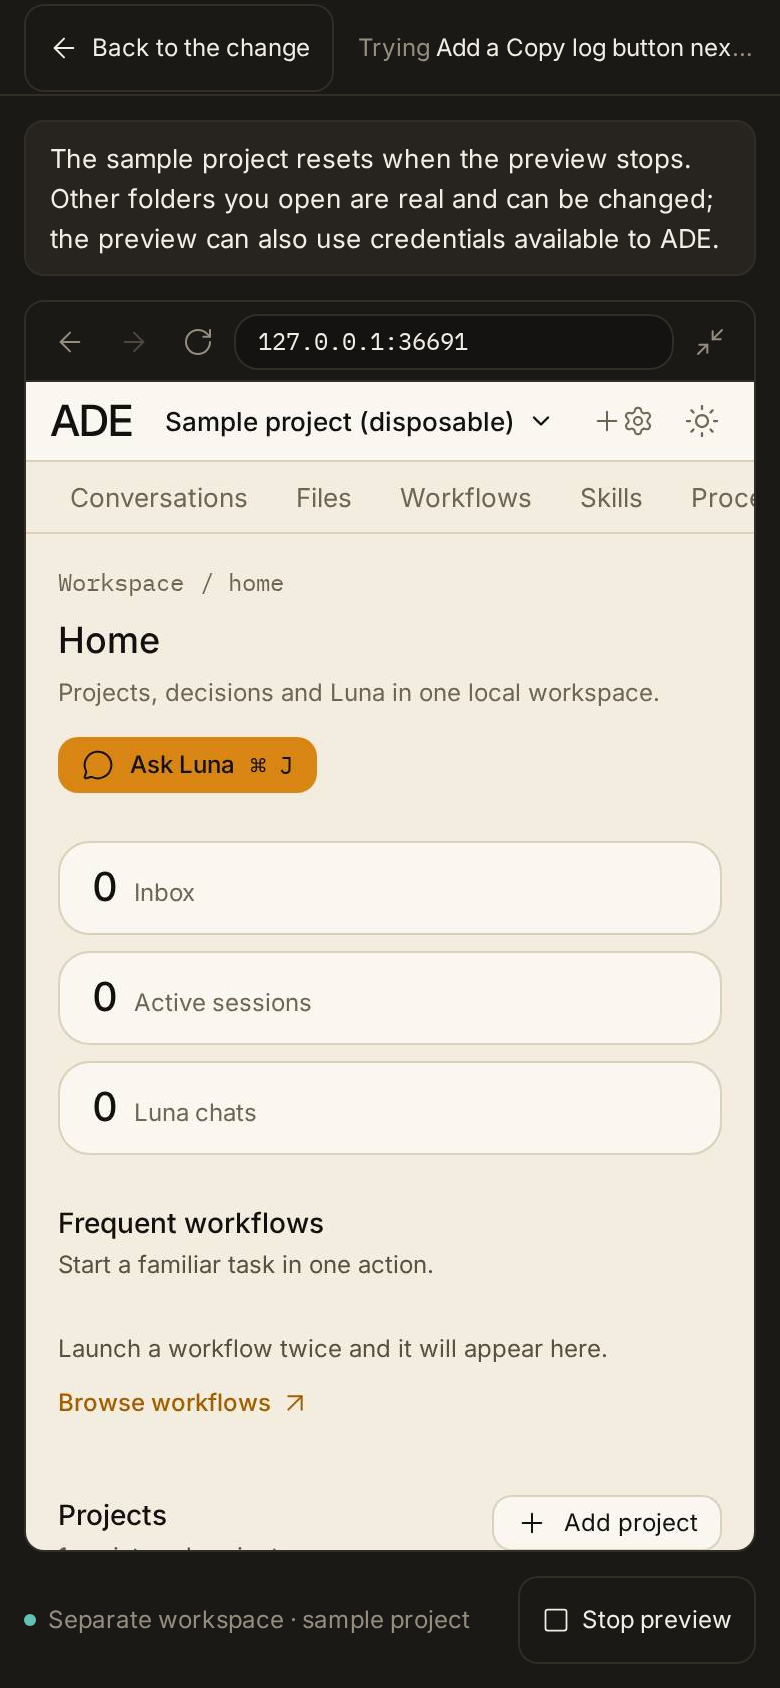 Back to the change
Trying Add a Copy log button nex...
The sample project resets when the preview stops.
Other folders you open are real and can be changed;
the preview can also use credentials available to ADE.
127.0.0.1:36691
ADE Sample project (disposable)
Conversations Files Workflows Skills
Workspace / home
Home
Projects, decisions and Luna in one local workspace.
Ask Luna ⌘ J
0 Inbox
0 Active sessions
0 Luna chats
Frequent workflows
Start a familiar task in one action.
Launch a workflow twice and it will appear here.
Browse workflows
Projects
Add project
Separate workspace · sample project
Stop preview